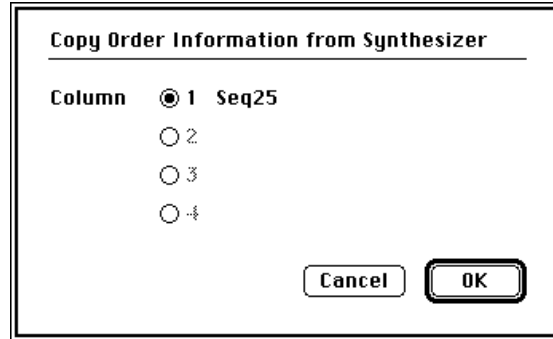 Copy Order Information from Synthesizer
Column 1 Seq25
2
3
4
Cancel OK